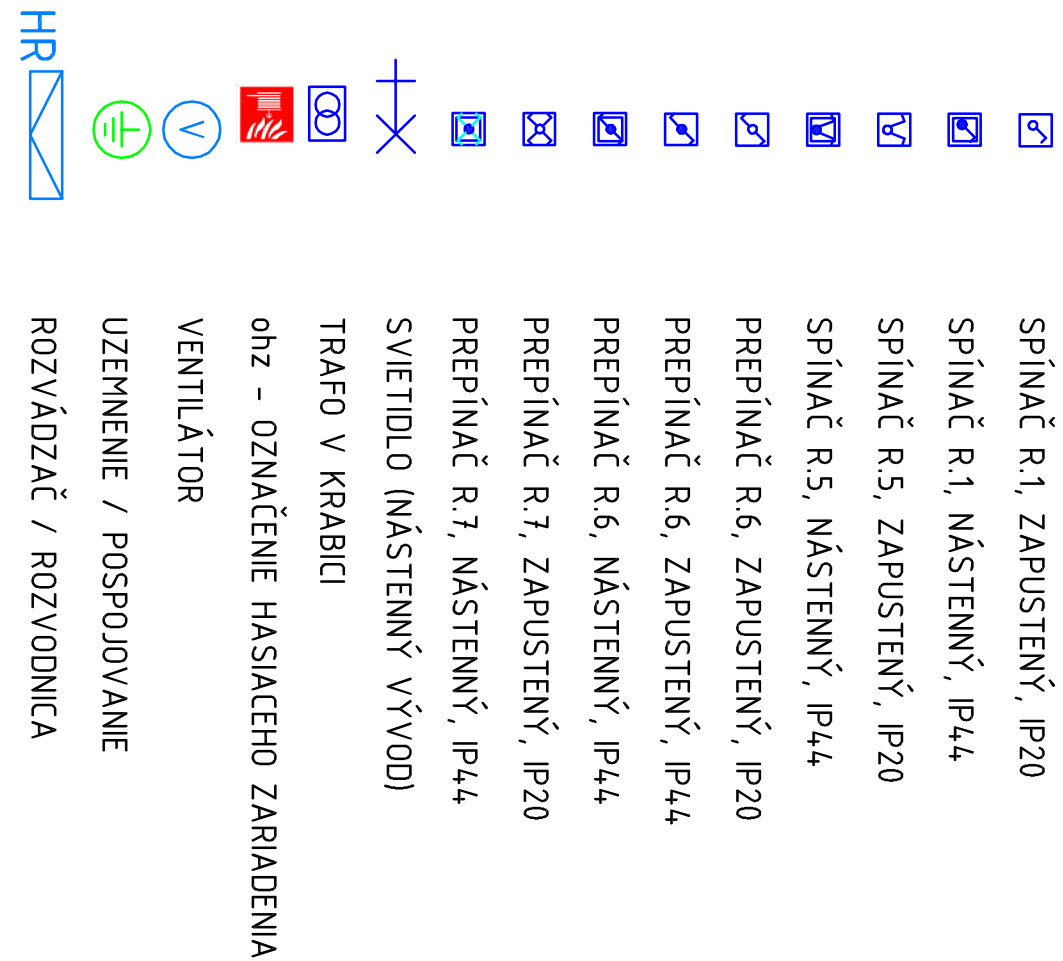 SPÍNAČ R.1, ZAPUSTENÝ, IP20
SPÍNAČ R.1, NÁSTENNÝ, IP44
SPÍNAČ R.5, ZAPUSTENÝ, IP20
SPÍNAČ R.5, NÁSTENNÝ, IP44
PREPÍNAČ R.6, ZAPUSTENÝ, IP20
PREPÍNAČ R.6, ZAPUSTENÝ, IP44
PREPÍNAČ R.6, NÁSTENNÝ, IP44
PREPÍNAČ R.7, ZAPUSTENÝ, IP20
PREPÍNAČ R.7, NÁSTENNÝ, IP44
SVIETIDLO (NÁSTENNÝ VÝVOD)
TRAFO V KRABICI
ohz - OZNAČENIE HASIACEHO ZARIADENIA
V VENTILÁTOR
UZEMNENIE / POSPOJOVANIE
HR ROZVÁDZAČ / ROZVODNICA